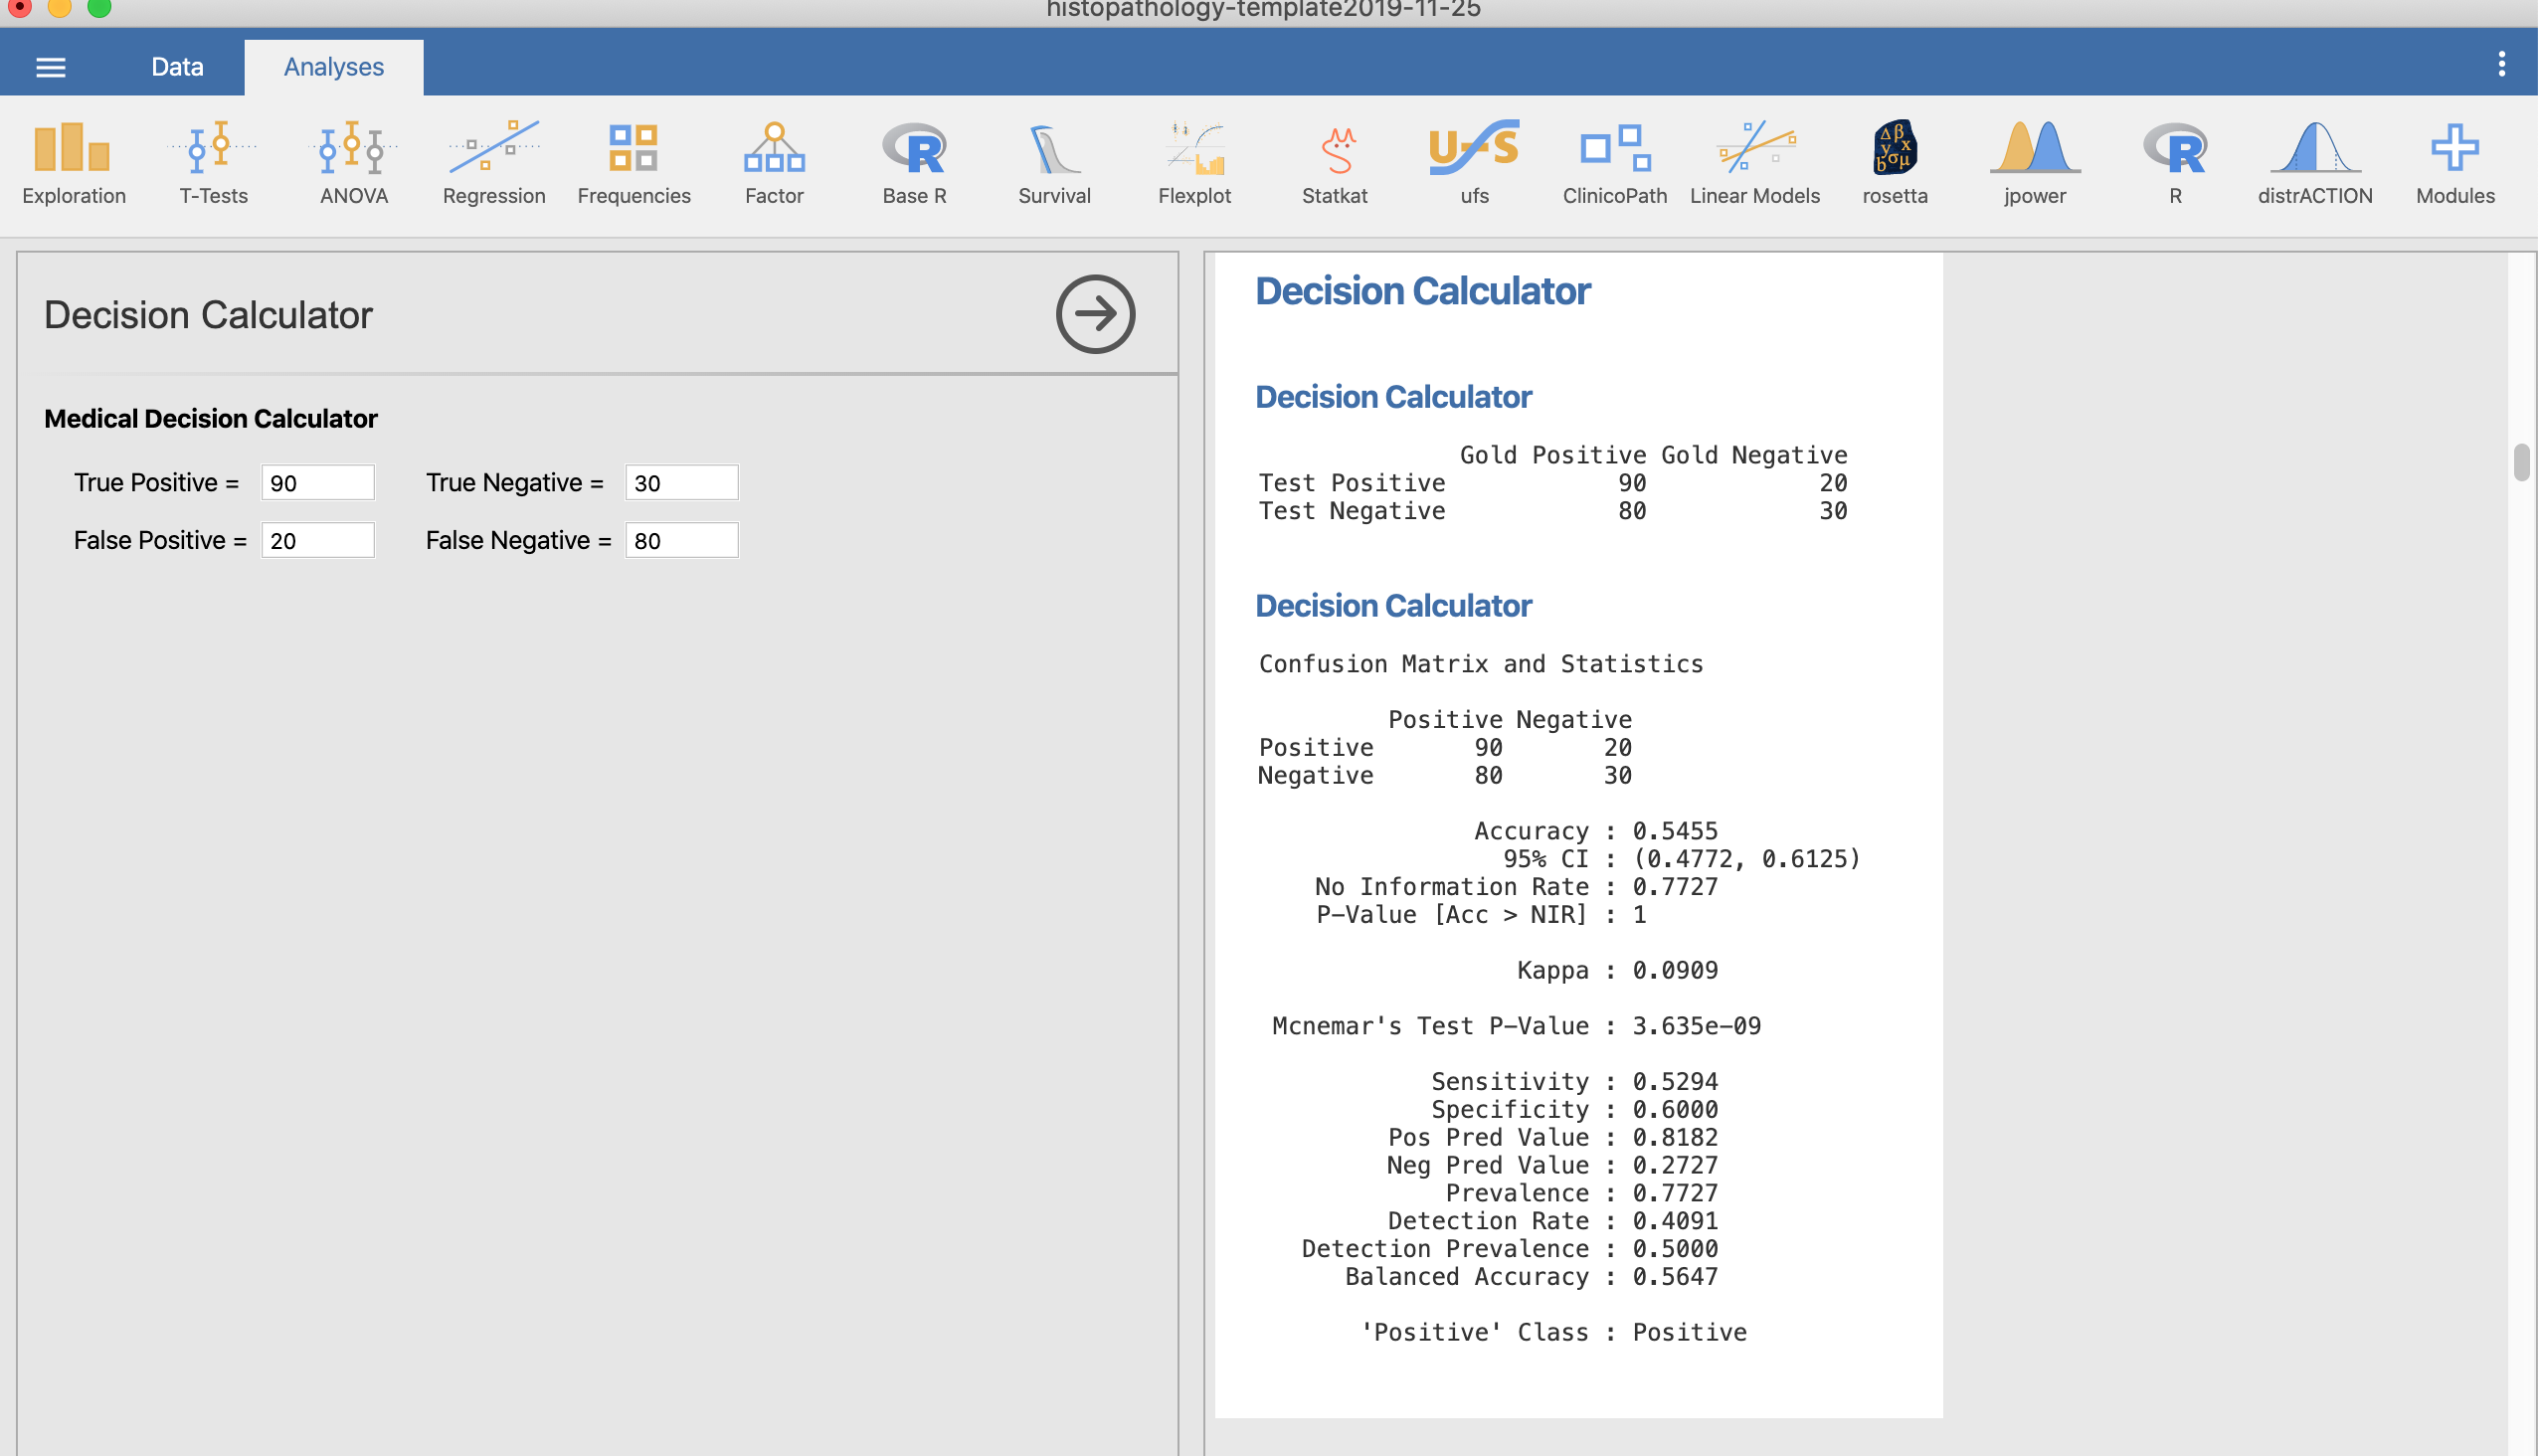 histopathology-template2019-11-25
Data Analyses
Exploration T-Tests ANOVA Regression Frequencies Factor Base R Survival Flexplot Statkat ufs ClinicoPath Linear Models rosetta jpower R distrACTION Modules
Decision Calculator
Medical Decision Calculator
True Positive = 90 True Negative = 30
False Positive = 20 False Negative = 80
Decision Calculator
Decision Calculator
Gold Positive Gold Negative
Test Positive 90 20
Test Negative 80 30
Decision Calculator
Confusion Matrix and Statistics
Positive Negative
Positive 90 20
Negative 80 30
Accuracy : 0.5455
95% CI : (0.4772, 0.6125)
No Information Rate : 0.7727
P-Value [Acc > NIR] : 1
Kappa : 0.0909
Mcnemar's Test P-Value : 3.635e-09
Sensitivity : 0.5294
Specificity : 0.6000
Pos Pred Value : 0.8182
Neg Pred Value : 0.2727
Prevalence : 0.7727
Detection Rate : 0.4091
Detection Prevalence : 0.5000
Balanced Accuracy : 0.5647
'Positive' Class : Positive